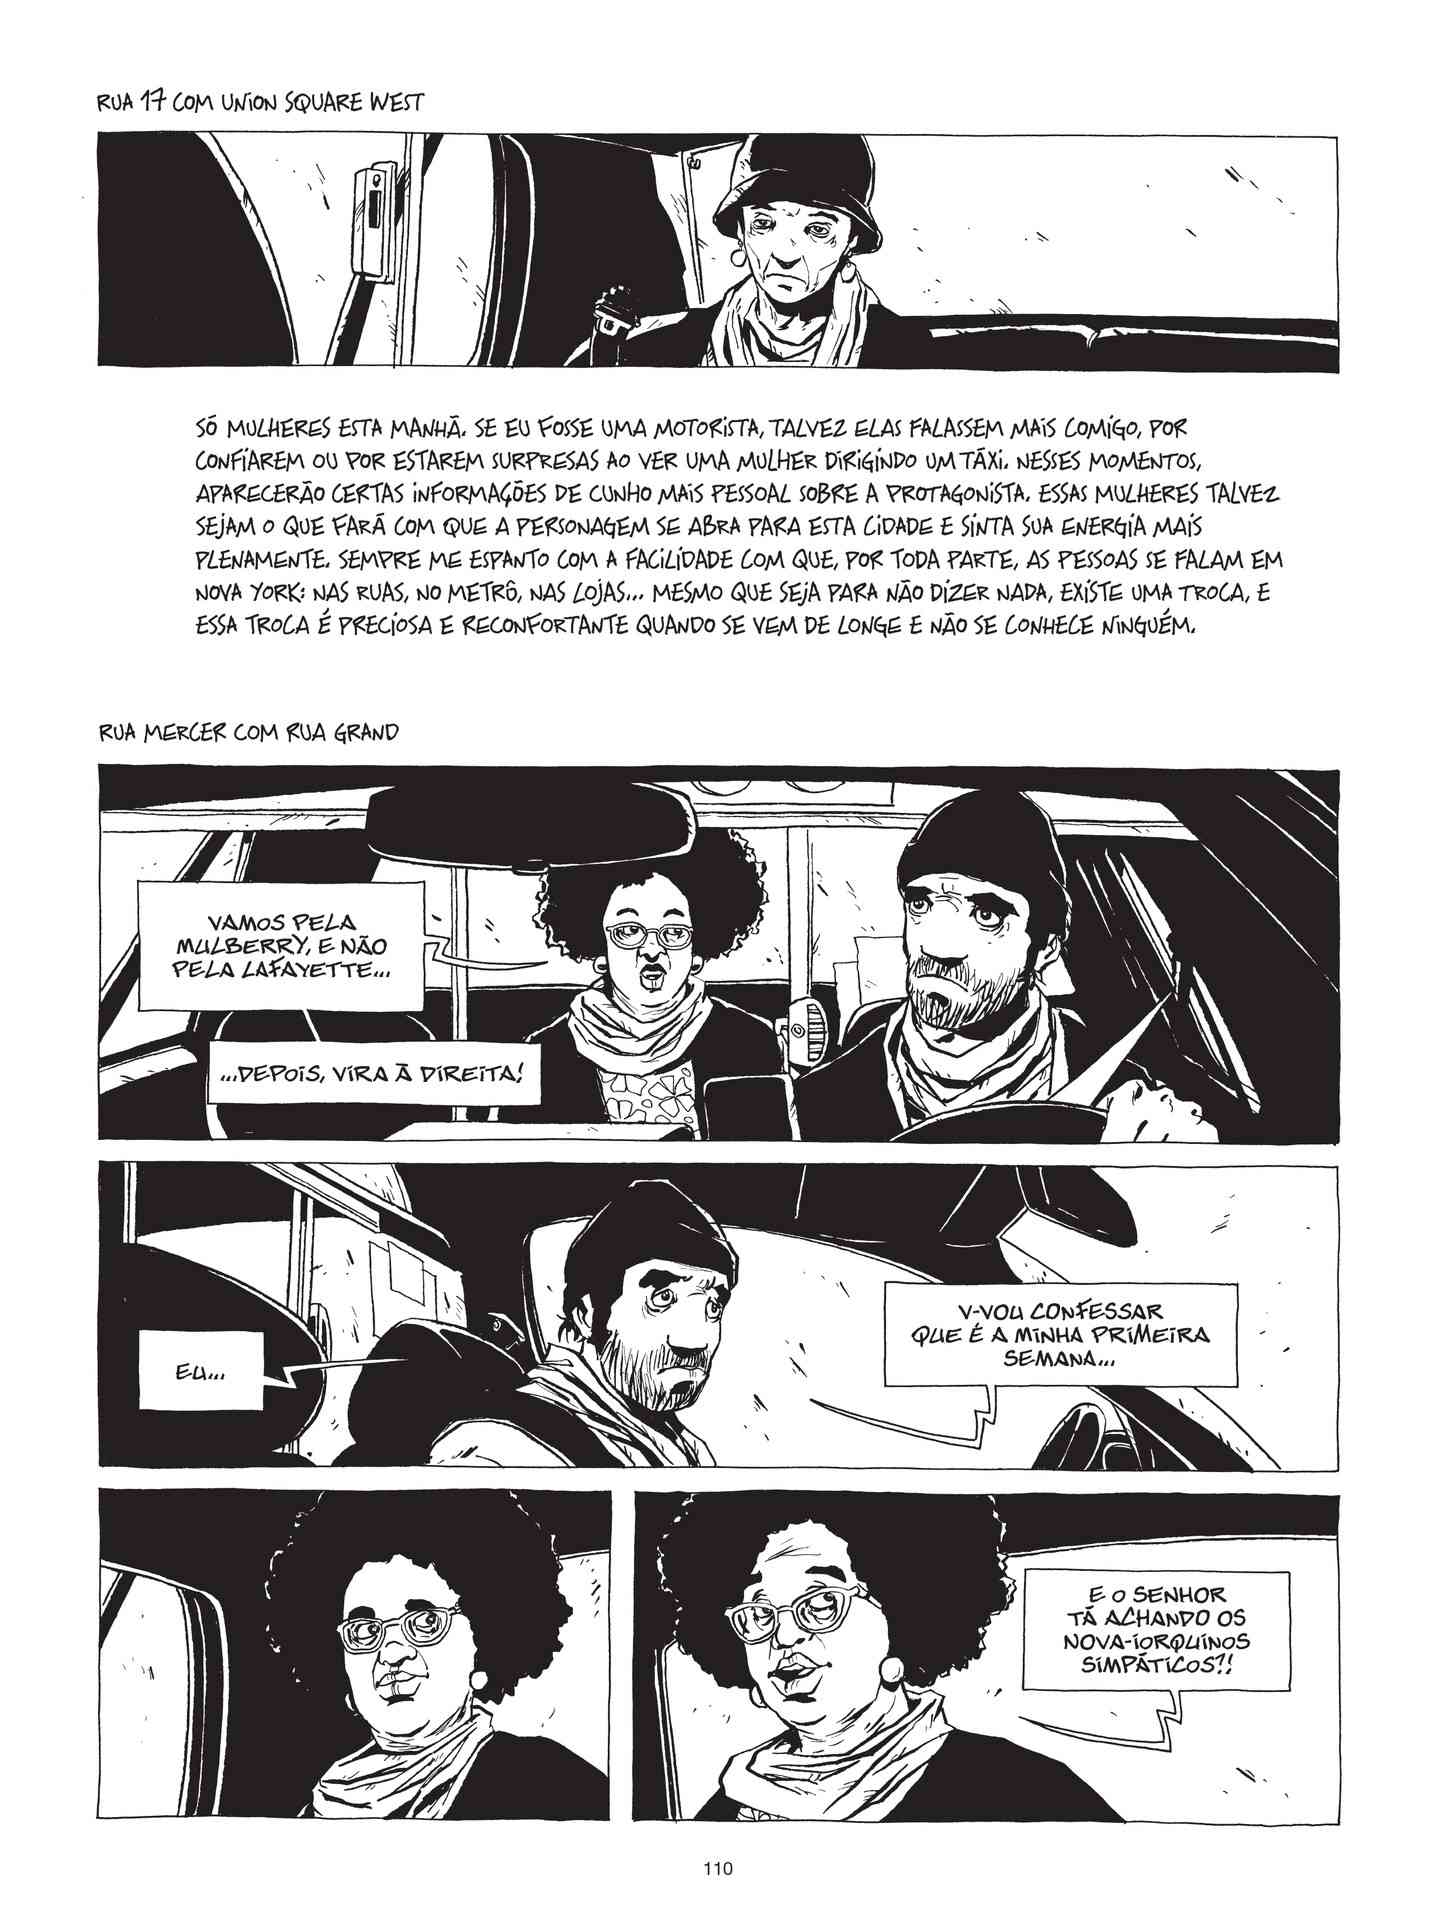 RUA 17 COM UNION SQUARE WEST
SÓ MULHERES ESTA MANHÃ. SE EU FOSSE UMA MOTORISTA, TALVEZ ELAS FALASSEM MAIS COMIGO, POR
CONFIAREM OU POR ESTAREM SURPRESAS AO VER UMA MULHER DIRIGINDO UM TÁXI. NESSES MOMENTOS,
APARECERÃO CERTAS INFORMAÇÕES DE CUNHO MAIS PESSOAL SOBRE A PROTAGONISTA. ESSAS MULHERES TALVEZ
SEJAM O QUE FARÁ COM QUE A PERSONAGEM SE ABRA PARA ESTA CIDADE E SINTA SUA ENERGIA MAIS
PLENAMENTE. SEMPRE ME ESPANTO COM A FACILIDADE COM QUE, POR TODA PARTE, AS PESSOAS SE FALAM EM
NOVA YORK: NAS RUAS, NO METRÔ, NAS LOJAS... MESMO QUE SEJA PARA NÃO DIZER NADA, EXISTE UMA TROCA, E
ESSA TROCA É PRECIOSA E RECONFORTANTE QUANDO SE VEM DE LONGE E NÃO SE CONHECE NINGUÉM.
RUA MERCER COM RUA GRAND
VAMOS PELA
MULBERRY, E NÃO
PELA LAFAYETTE...
...DEPOIS, VIRA À DIREITA!
EU...
V-VOU CONFESSAR
QUE É A MINHA PRIMEIRA
SEMANA...
E O SENHOR
TÁ ACHANDO OS
NOVA-IORQUINOS
SIMPÁTICOS?!
110